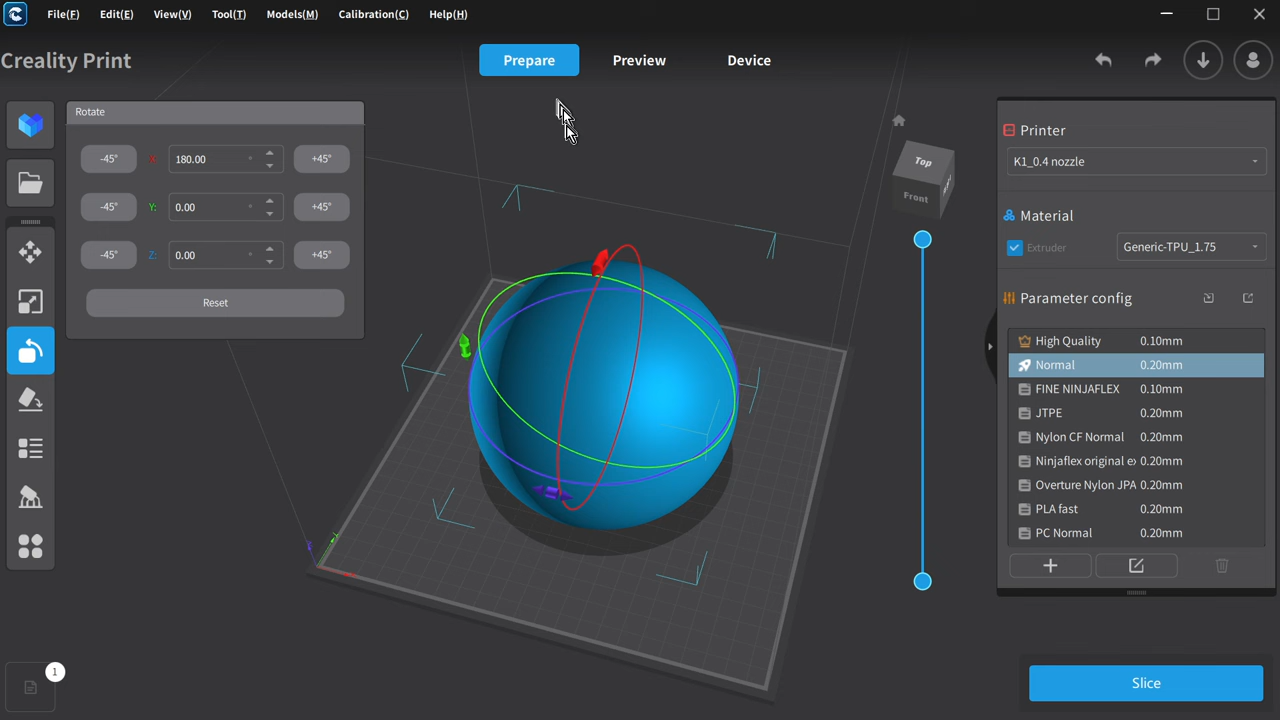 File(F) Edit(E) View(V) Tool(T) Models(M) Calibration(C) Help(H)
Creality Print
Prepare Preview Device
Rotate
-45° X: 180.00 ° +45°
-45° Y: 0.00 ° +45°
-45° Z: 0.00 ° +45°
Reset
Top
Front
Printer
K1_0.4 nozzle
Material
Extruder Generic-TPU_1.75
Parameter config
High Quality 0.10mm
Normal 0.20mm
FINE NINJAFLEX 0.10mm
JTPE 0.20mm
Nylon CF Normal 0.20mm
Ninjaflex original e 0.20mm
Overture Nylon JPA 0.20mm
PLA fast 0.20mm
PC Normal 0.20mm
1
Slice